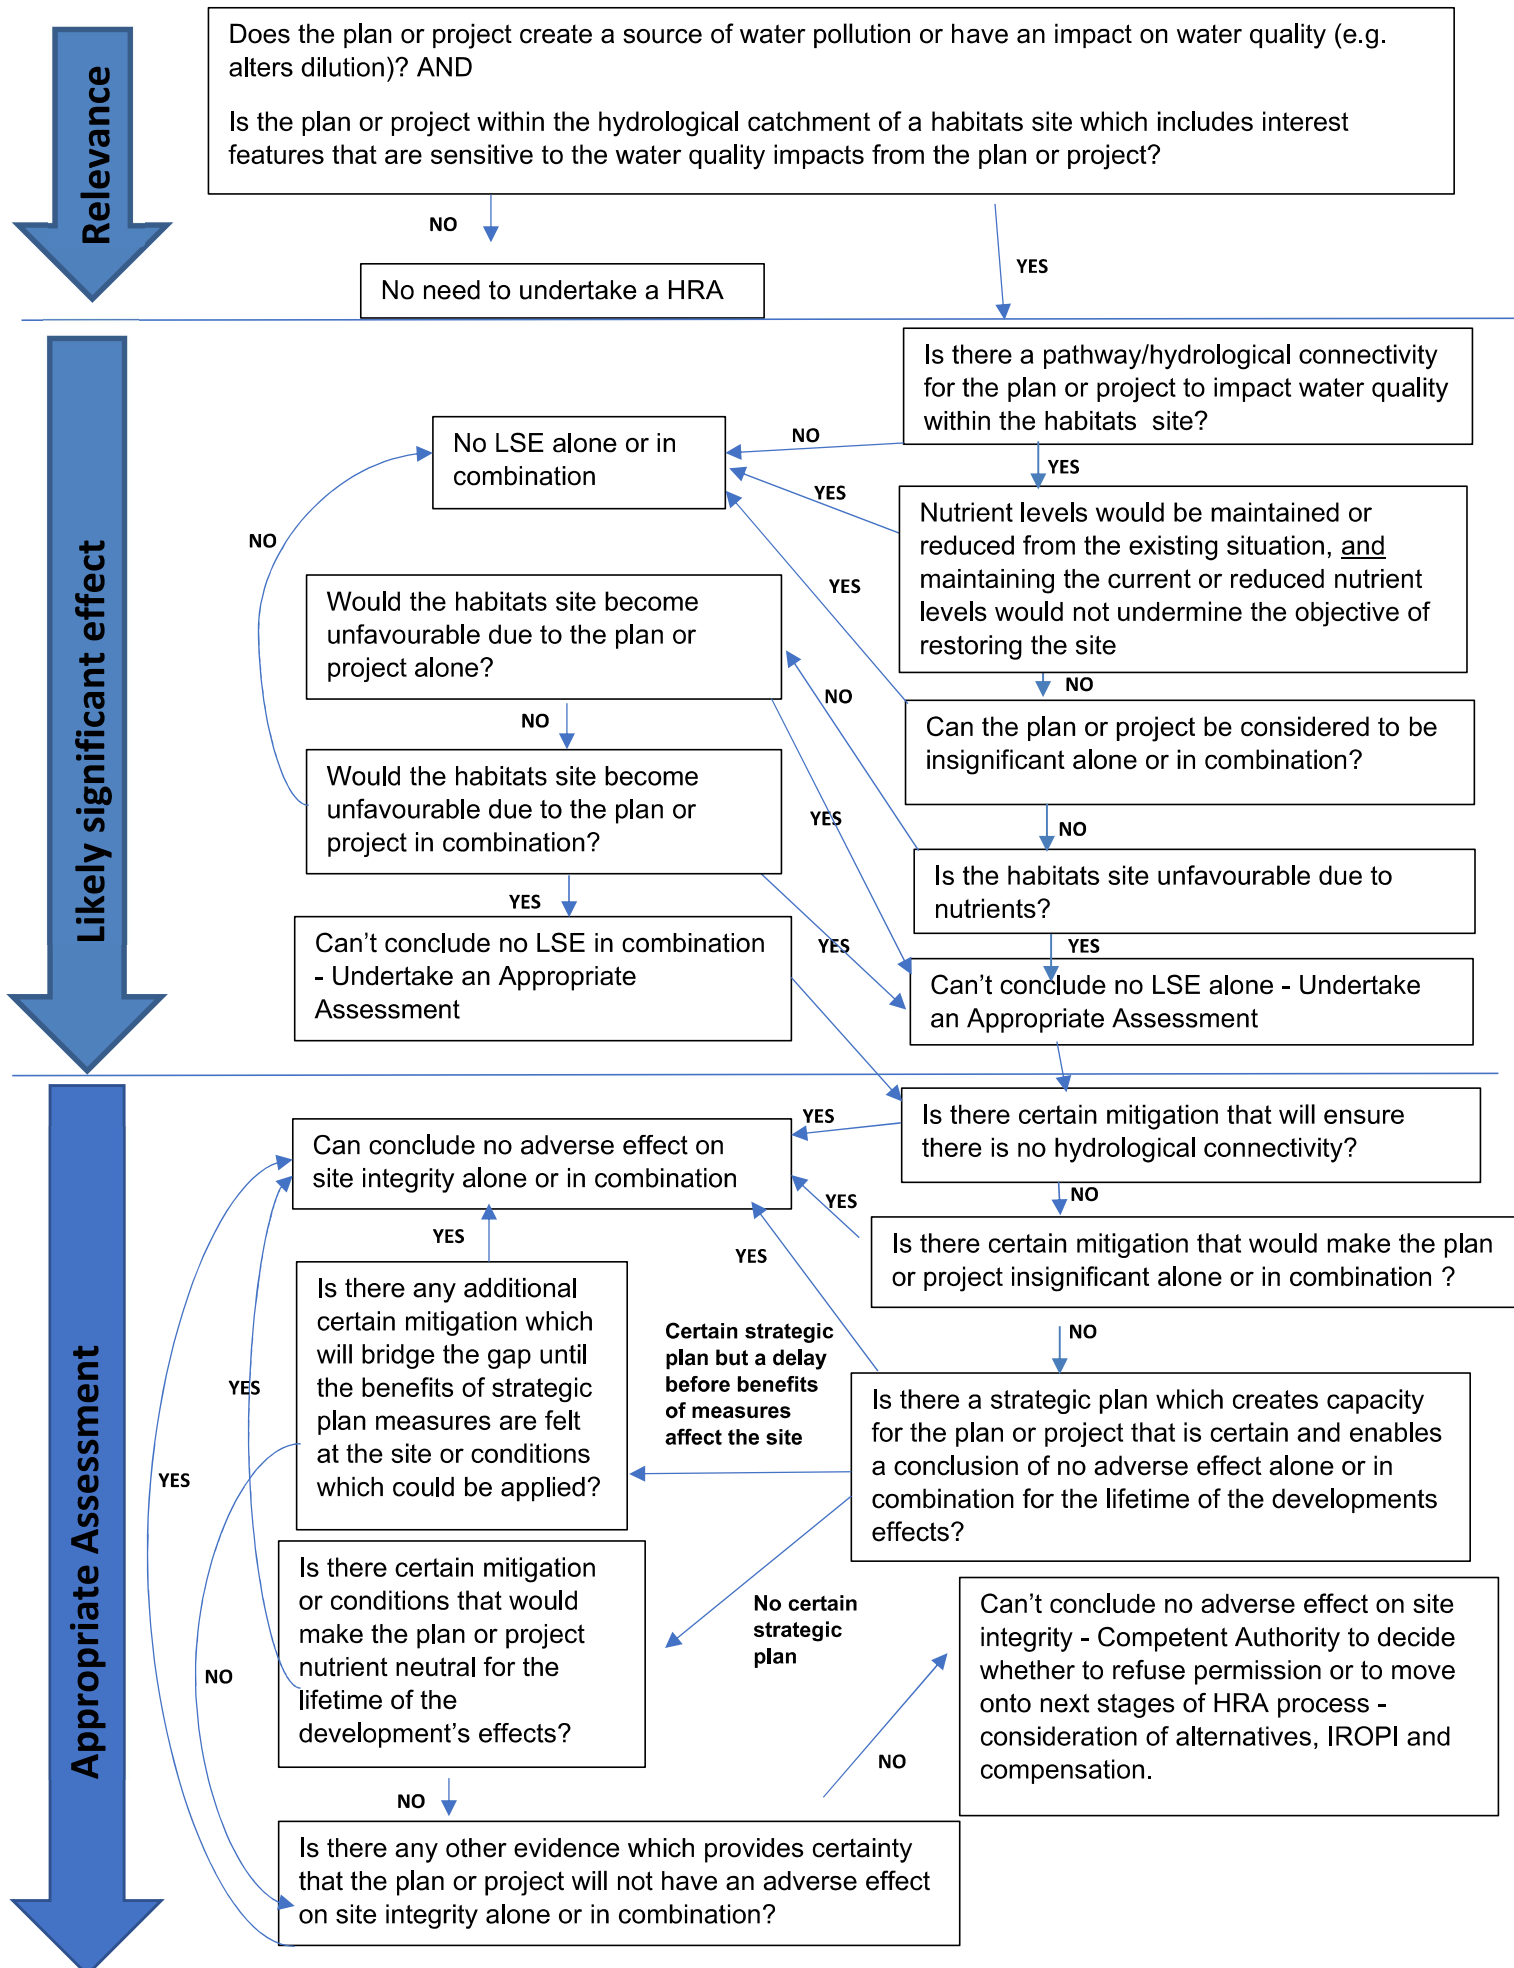 Relevance
Does the plan or project create a source of water pollution or have an impact on water quality (e.g.
alters dilution)? AND
Is the plan or project within the hydrological catchment of a habitats site which includes interest
features that are sensitive to the water quality impacts from the plan or project?
NO
YES
No need to undertake a HRA
Likely significant effect
Is there a pathway/hydrological connectivity
for the plan or project to impact water quality
within the habitats site?
NO
YES
No LSE alone or in
combination
YES
Nutrient levels would be maintained or
reduced from the existing situation, and
maintaining the current or reduced nutrient
levels would not undermine the objective of
restoring the site
NO
YES
Would the habitats site become
unfavourable due to the plan or
project alone?
NO
NO
NO
Can the plan or project be considered to be
insignificant alone or in combination?
Would the habitats site become
unfavourable due to the plan or
project in combination?
YES
NO
Is the habitats site unfavourable due to
nutrients?
YES
YES
YES
Can't conclude no LSE in combination
- Undertake an Appropriate
Assessment
Can't conclude no LSE alone - Undertake
an Appropriate Assessment
Appropriate Assessment
Is there certain mitigation that will ensure
there is no hydrological connectivity?
YES
NO
Can conclude no adverse effect on
site integrity alone or in combination
YES
Is there certain mitigation that would make the plan
or project insignificant alone or in combination ?
YES
YES
NO
Is there any additional
certain mitigation which
will bridge the gap until
the benefits of strategic
plan measures are felt
at the site or conditions
which could be applied?
Certain strategic
plan but a delay
before benefits
of measures
affect the site
Is there a strategic plan which creates capacity
for the plan or project that is certain and enables
a conclusion of no adverse effect alone or in
combination for the lifetime of the developments
effects?
YES
YES
Is there certain mitigation
or conditions that would
make the plan or project
nutrient neutral for the
lifetime of the
development's effects?
No certain
strategic
plan
Can't conclude no adverse effect on site
integrity - Competent Authority to decide
whether to refuse permission or to move
onto next stages of HRA process -
consideration of alternatives, IROPI and
compensation.
NO
NO
NO
Is there any other evidence which provides certainty
that the plan or project will not have an adverse effect
on site integrity alone or in combination?